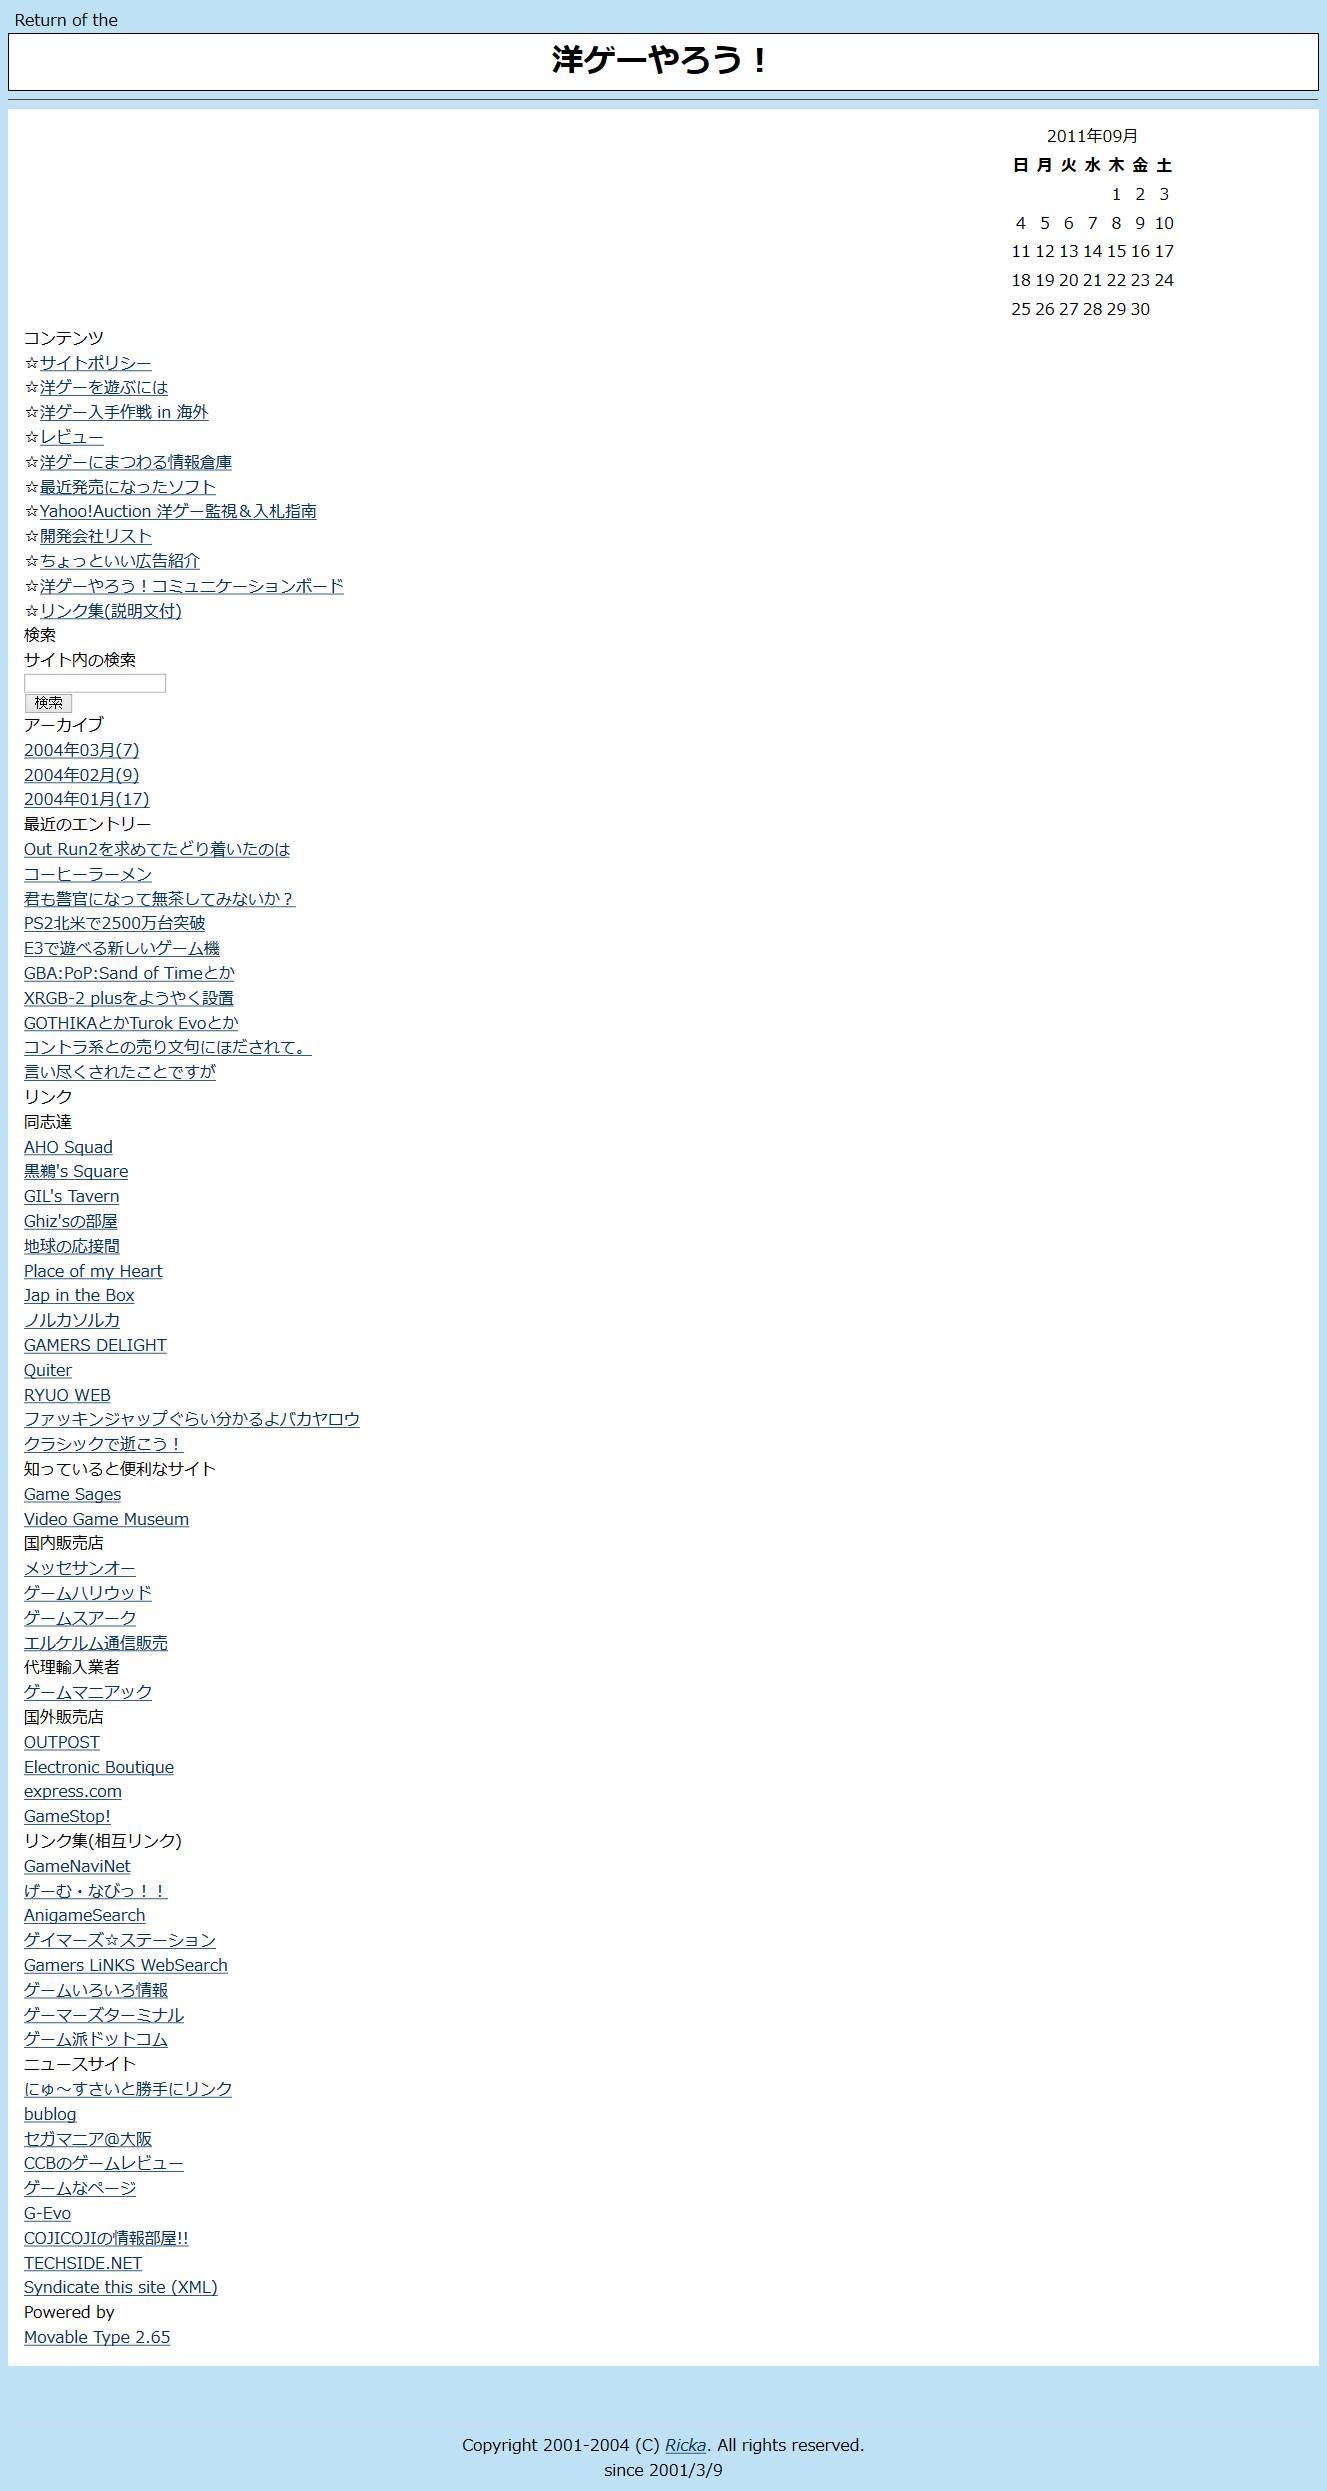 Return of the
洋ゲーやろう！
2011年09月
日 月 火 水 木 金 土
1 2 3
4 5 6 7 8 9 10
11 12 13 14 15 16 17
18 19 20 21 22 23 24
25 26 27 28 29 30
コンテンツ
☆サイトポリシー
☆洋ゲーを遊ぶには
☆洋ゲー入手作戦 in 海外
☆レビュー
☆洋ゲーにまつわる情報倉庫
☆最近発売になったソフト
☆Yahoo!Auction 洋ゲー監視＆入札指南
☆開発会社リスト
☆ちょっといい広告紹介
☆洋ゲーやろう！コミュニケーションボード
☆リンク集(説明文付)
検索
サイト内の検索
検索
アーカイブ
2004年03月(7)
2004年02月(9)
2004年01月(17)
最近のエントリー
Out Run2を求めてたどり着いたのは
コーヒーラーメン
君も警官になって無茶してみないか？
PS2北米で2500万台突破
E3で遊べる新しいゲーム機
GBA:PoP:Sand of Timeとか
XRGB-2 plusをようやく設置
GOTHIKAとかTurok Evoとか
コントラ系との売り文句にほだされて。
言い尽くされたことですが
リンク
同志達
AHO Squad
黒鵜's Square
GIL's Tavern
Ghiz'sの部屋
地球の応接間
Place of my Heart
Jap in the Box
ノルカソルカ
GAMERS DELIGHT
Quiter
RYUO WEB
ファッキンジャップぐらい分かるよバカヤロウ
クラシックで逝こう！
知っていると便利なサイト
Game Sages
Video Game Museum
国内販売店
メッセサンオー
ゲームハリウッド
ゲームスアーク
エルケルム通信販売
代理輸入業者
ゲームマニアック
国外販売店
OUTPOST
Electronic Boutique
express.com
GameStop!
リンク集(相互リンク)
GameNaviNet
げーむ・なびっ！！
AnigameSearch
ゲイマーズ☆ステーション
Gamers LiNKS WebSearch
ゲームいろいろ情報
ゲーマーズターミナル
ゲーム派ドットコム
ニュースサイト
にゅ～すさいと勝手にリンク
bublog
セガマニア@大阪
CCBのゲームレビュー
ゲームなページ
G-Evo
COJICOJIの情報部屋!!
TECHSIDE.NET
Syndicate this site (XML)
Powered by
Movable Type 2.65
Copyright 2001-2004 (C) Ricka. All rights reserved.
since 2001/3/9